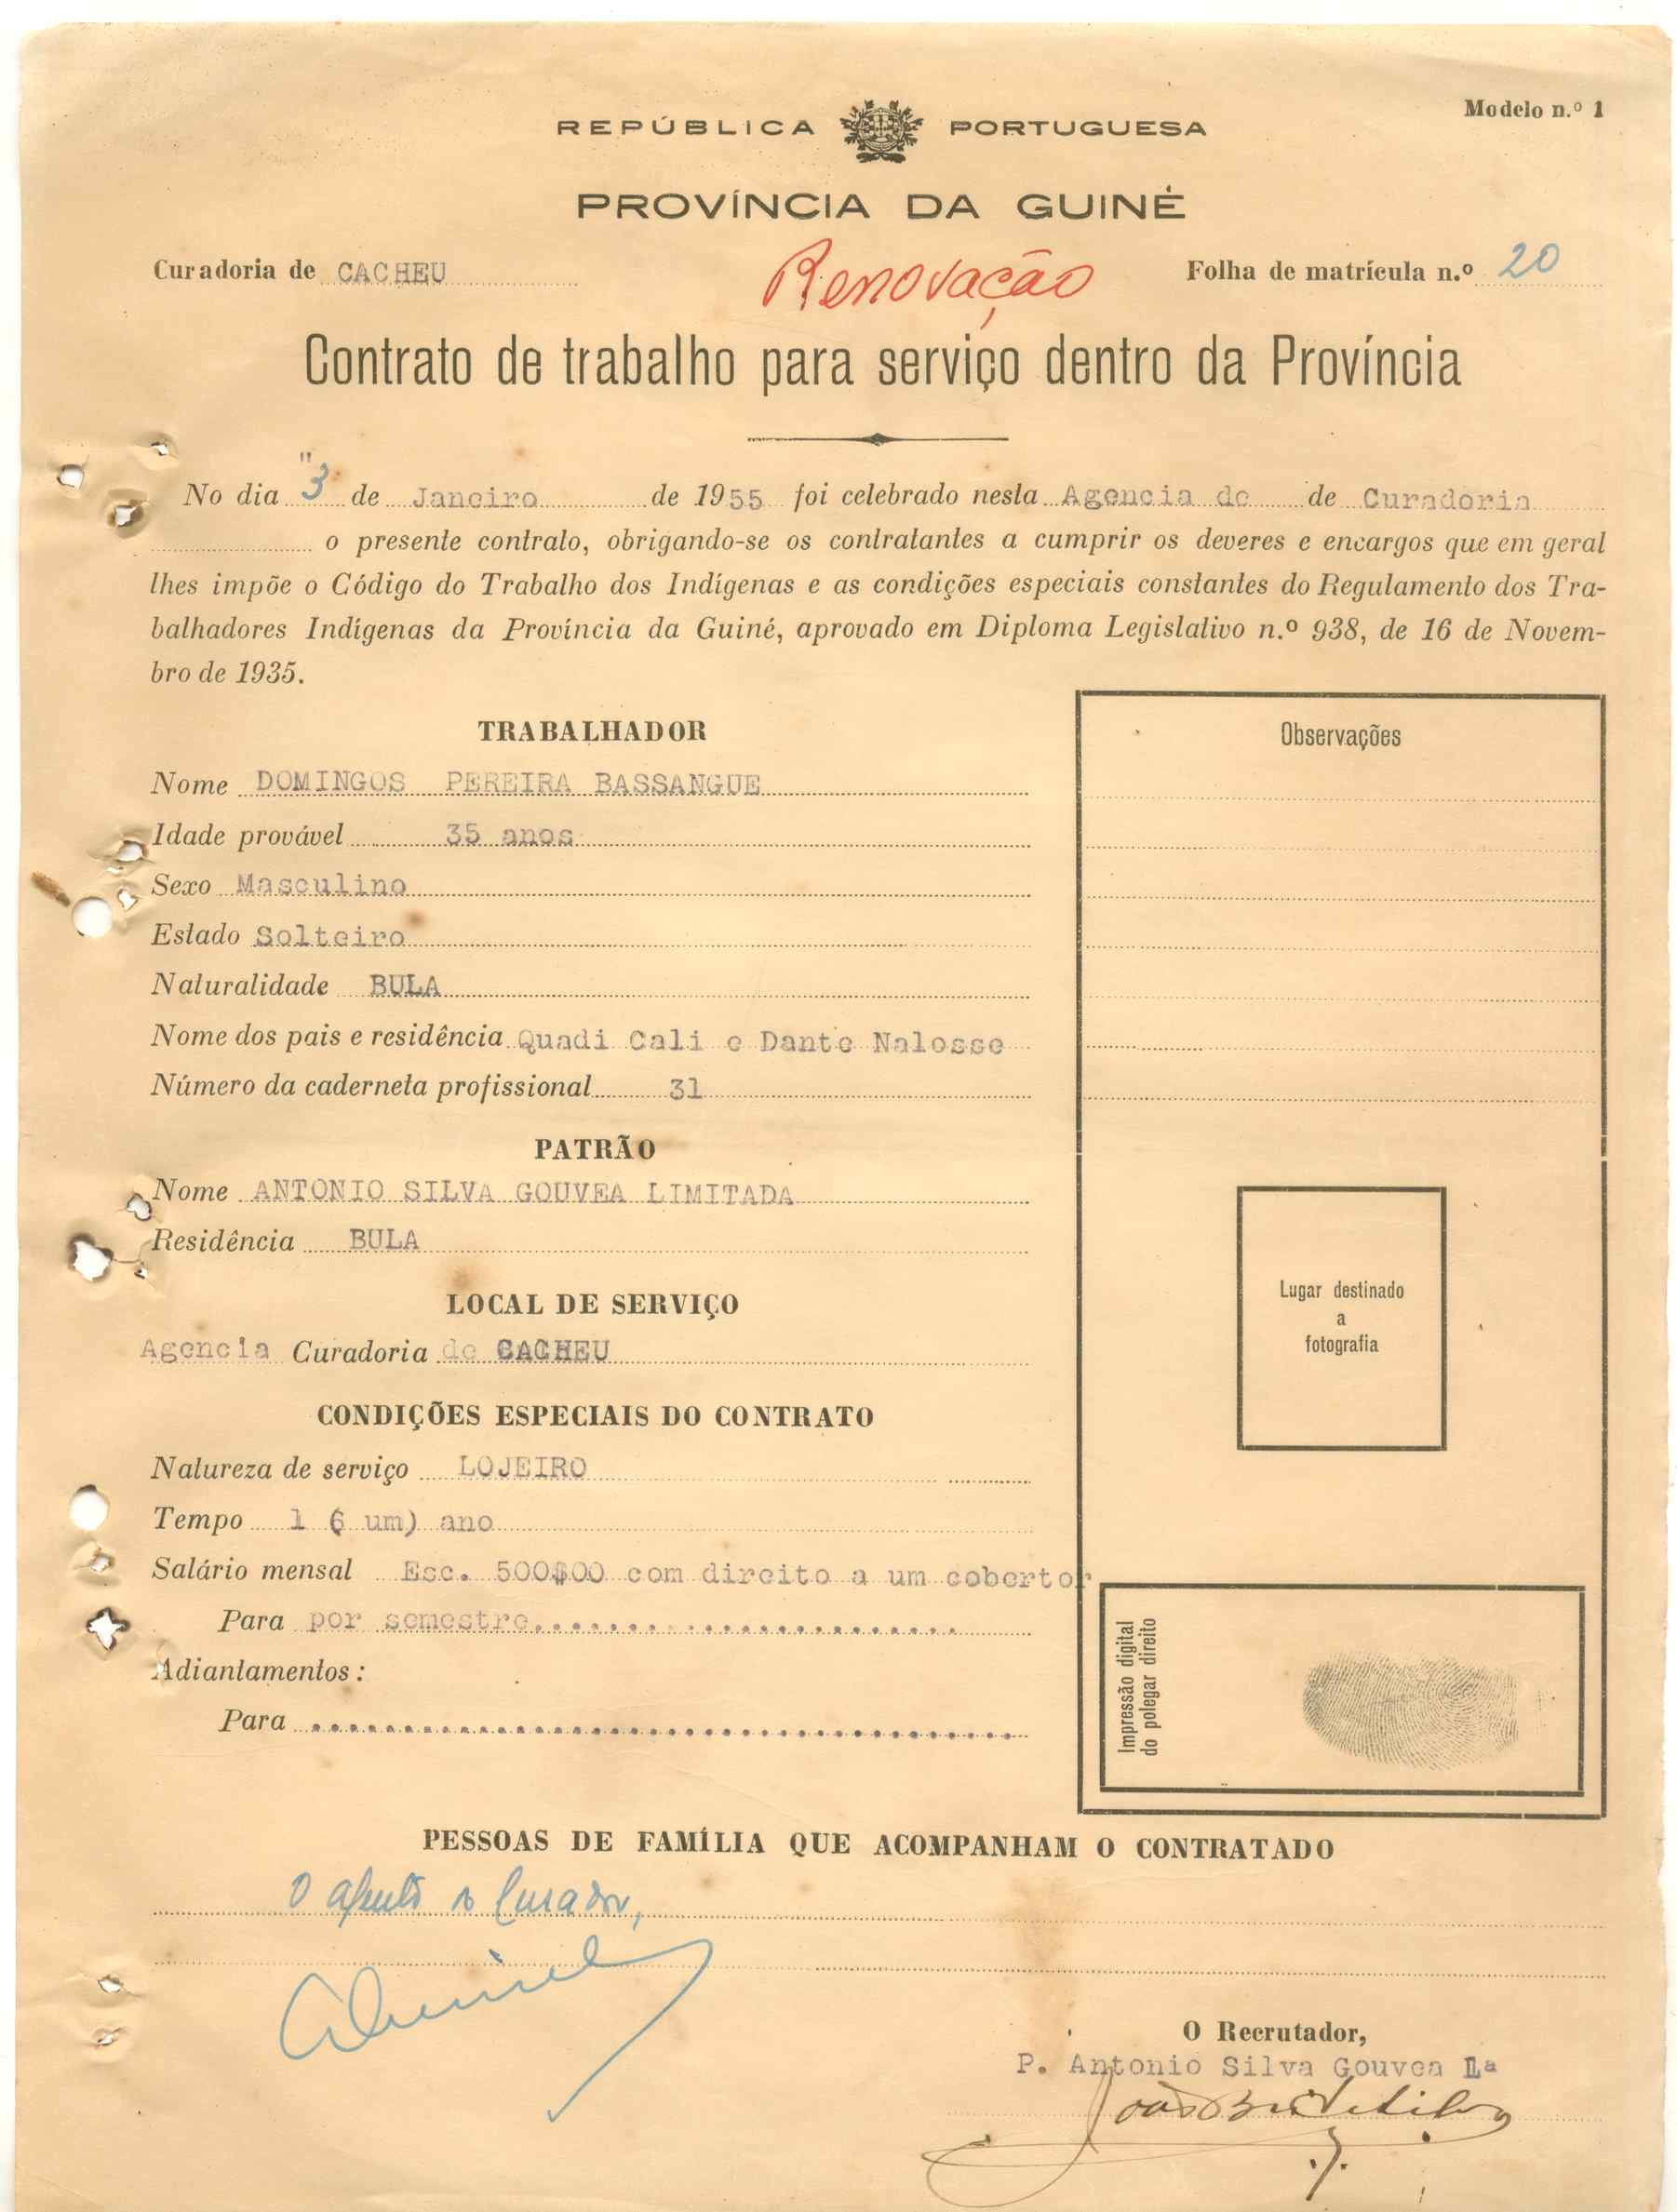 Modelo n.º 1
REPÚBLICA PORTUGUESA
PROVÍNCIA DA GUINÉ
Curadoria de CACHEU
Renovação
Folha de matrícula n.º 20
Contrato de trabalho para serviço dentro da Província
No dia "3" de Janeiro de 1955 foi celebrado nesta Agencia de de Curadoria
o presente contrato, obrigando-se os contratantes a cumprir os deveres e encargos que em geral
lhes impõe o Código do Trabalho dos Indígenas e as condições especiais constantes do Regulamento dos Tra-
balhadores Indígenas da Província da Guiné, aprovado em Diploma Legislativo n.º 938, de 16 de Novem-
bro de 1935.
TRABALHADOR
Nome DOMINGOS PEREIRA BASSANGUE
Idade provável 35 anos
Sexo Masculino
Estado Solteiro
Naturalidade BULA
Nome dos pais e residência Quadi Cali e Dante Nalosse
Número da caderneta profissional 31
PATRÃO
Nome ANTONIO SILVA GOUVEA LIMITADA
Residência BULA
LOCAL DE SERVIÇO
Agencia Curadoria de CACHEU
CONDIÇÕES ESPECIAIS DO CONTRATO
Natureza de serviço LOJEIRO
Tempo 1 ( um) ano
Salário mensal Esc. 500$00 com direito a um cobertor
Para por semestre
Adiantamentos:
Para
Observações
Lugar destinado
a
fotografia
Impressão digital
do polegar direito
PESSOAS DE FAMÍLIA QUE ACOMPANHAM O CONTRATADO
O Agente do Curador,
O Recrutador,
P. Antonio Silva Gouvea Lª